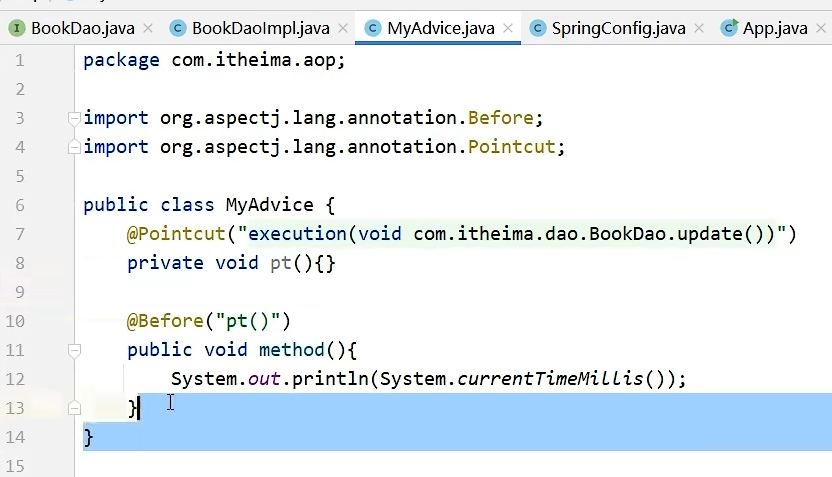 BookDao.java BookDaoImpl.java MyAdvice.java SpringConfig.java App.java
1 package com.itheima.aop;
2
3 import org.aspectj.lang.annotation.Before;
4 import org.aspectj.lang.annotation.Pointcut;
5
6 public class MyAdvice {
7 @Pointcut("execution(void com.itheima.dao.BookDao.update())")
8 private void pt(){}
9
10 @Before("pt()")
11 public void method(){
12 System.out.println(System.currentTimeMillis());
13 }
14 }
15